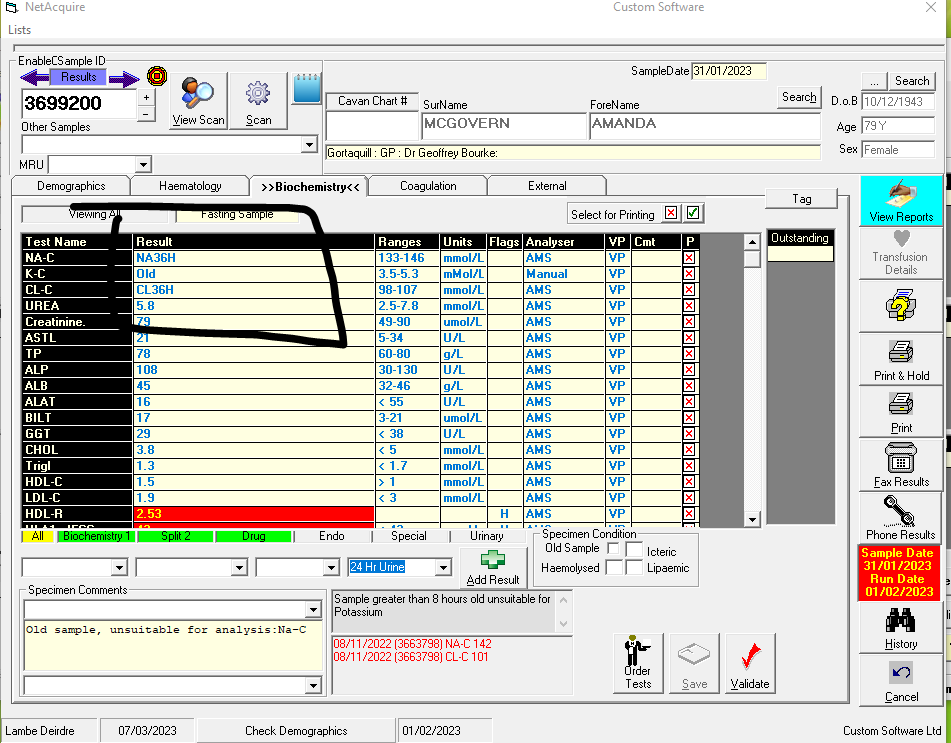 NetAcquire Custom Software
Lists
EnableCSample ID
Results
3699200
+
-
View Scan
Scan
Other Samples
MRU
SampleDate 31/01/2023
Cavan Chart # SurName ForeName Search
MCGOVERN AMANDA
Gortaquill : GP : Dr Geoffrey Bourke:
... Search
D.o.B 10/12/1943
Age 79 Y
Sex Female
Demographics Haematology >>Biochemistry<< Coagulation External
Tag
Viewing All Fasting Sample Select for Printing
Test Name Result Ranges Units Flags Analyser VP Cmt P
NA-C NA36H 133-146 mmol/L AMS VP
K-C Old 3.5-5.3 mMol/L Manual VP
CL-C CL36H 98-107 mmol/L AMS VP
UREA 5.8 2.5-7.8 mmol/L AMS VP
Creatinine. 79 49-90 umol/L AMS VP
ASTL 21 5-34 U/L AMS VP
TP 78 60-80 g/L AMS VP
ALP 108 30-130 U/L AMS VP
ALB 45 32-46 g/L AMS VP
ALAT 16 < 55 U/L AMS VP
BILT 17 3-21 umol/L AMS VP
GGT 29 < 38 U/L AMS VP
CHOL 3.8 < 5 mmol/L AMS VP
Trigl 1.3 < 1.7 mmol/L AMS VP
HDL-C 1.5 > 1 mmol/L AMS VP
LDL-C 1.9 < 3 mmol/L AMS VP
HDL-R 2.53 H AMS VP
Outstanding
All Biochemistry 1 Split 2 Drug Endo Special Urinary
24 Hr Urine
Add Result
Specimen Condition
Old Sample Icteric
Haemolysed Lipaemic
Specimen Comments
Old sample, unsuitable for analysis:Na-C
Sample greater than 8 hours old unsuitable for
Potassium
08/11/2022 (3663798) NA-C 142
08/11/2022 (3663798) CL-C 101
Order
Tests
Save
Validate
View Reports
Transfusion
Details
Print & Hold
Print
Fax Results
Phone Results
Sample Date
31/01/2023
Run Date
01/02/2023
History
Cancel
Lambe Deirdre 07/03/2023 Check Demographics 01/02/2023 Custom Software Ltd